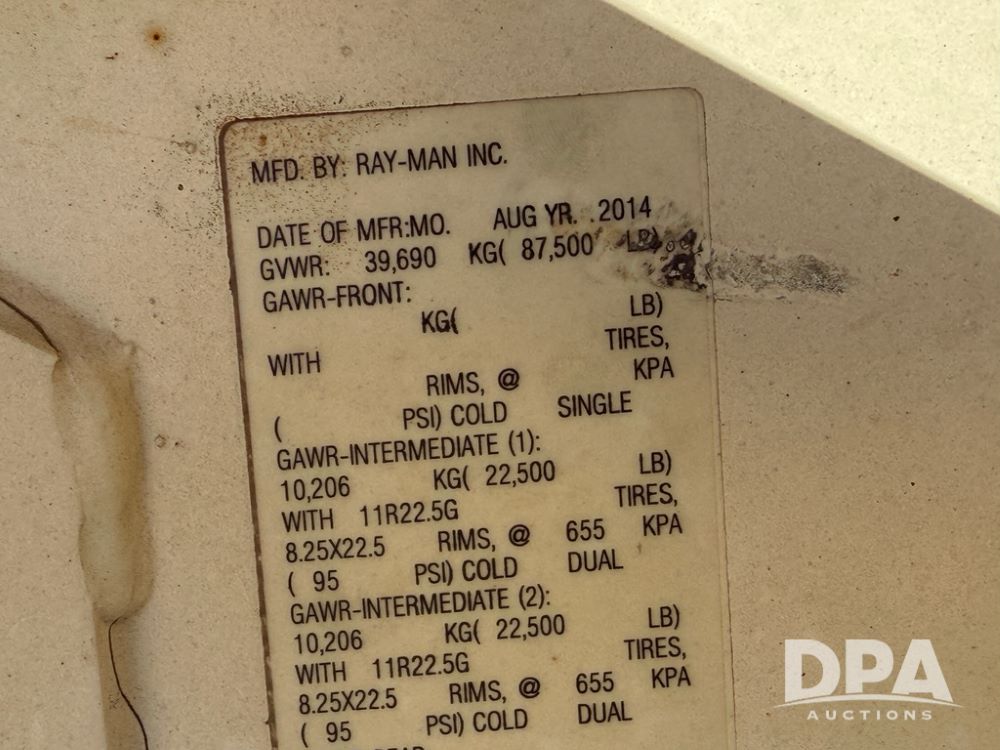 MFD. BY: RAY-MAN INC.
DATE OF MFR:MO. AUG YR. 2014
GVWR: 39,690 KG( 87,500 LB)
GAWR-FRONT:
KG( LB)
WITH TIRES,
RIMS, @ KPA
( PSI) COLD SINGLE
GAWR-INTERMEDIATE (1):
10,206 KG( 22,500 LB)
WITH 11R22.5G TIRES,
8.25X22.5 RIMS, @ 655 KPA
( 95 PSI) COLD DUAL
GAWR-INTERMEDIATE (2):
10,206 KG( 22,500 LB)
WITH 11R22.5G TIRES,
8.25X22.5 RIMS, @ 655 KPA
( 95 PSI) COLD DUAL
DPA
AUCTIONS